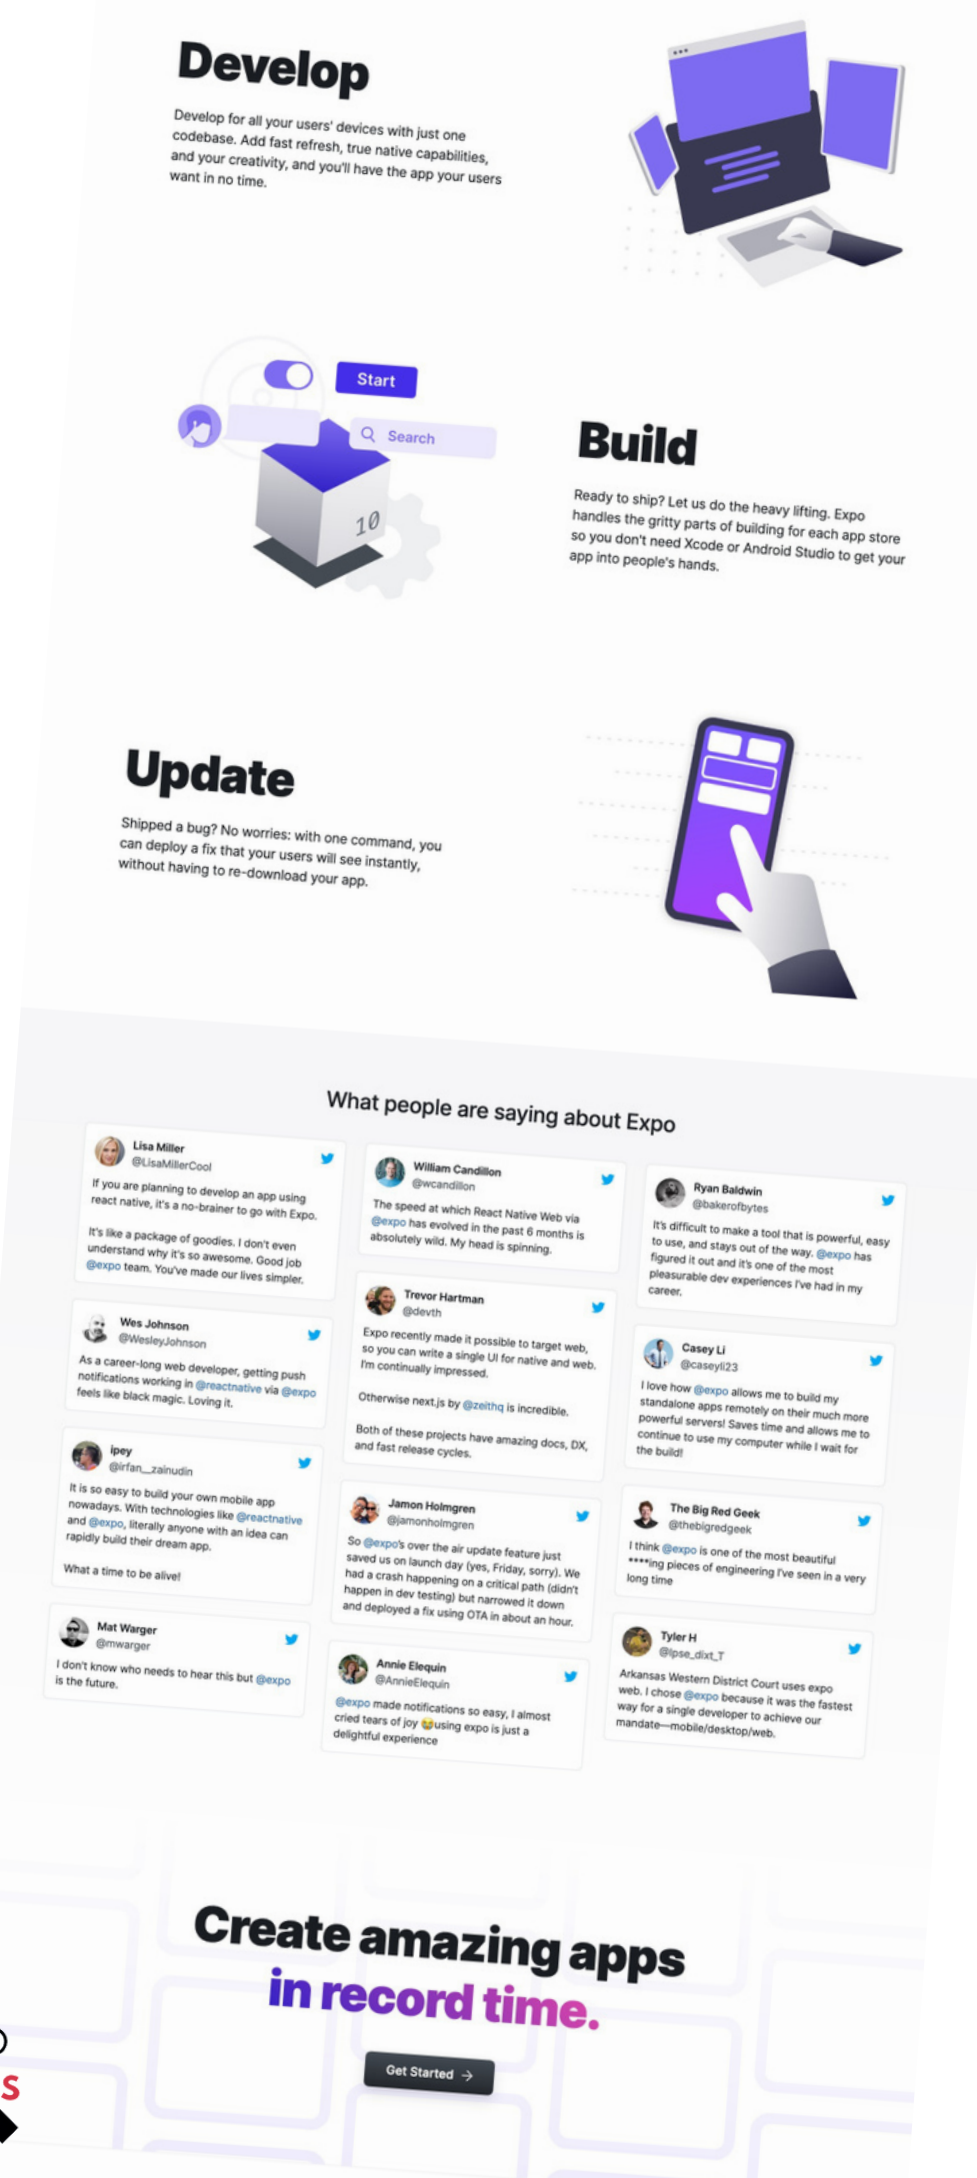 Develop
Develop for all your users' devices with just one
codebase. Add fast refresh, true native capabilities,
and your creativity, and you'll have the app your users
want in no time.
Start
Search
10
Build
Ready to ship? Let us do the heavy lifting. Expo
handles the gritty parts of building for each app store
so you don't need Xcode or Android Studio to get your
app into people's hands.
Update
Shipped a bug? No worries: with one command, you
can deploy a fix that your users will see instantly,
without having to re-download your app.
What people are saying about Expo
Lisa Miller
@LisaMillerCool
If you are planning to develop an app using
react native, it's a no-brainer to go with Expo.
It's like a package of goodies. I don't even
understand why it's so awesome. Good job
@expo team. You've made our lives simpler.
Wes Johnson
@WesleyJohnson
As a career-long web developer, getting push
notifications working in @reactnative via @expo
feels like black magic. Loving it.
ipey
@irfan__zainudin
It is so easy to build your own mobile app
nowadays. With technologies like @reactnative
and @expo, literally anyone with an idea can
rapidly build their dream app.
What a time to be alive!
Mat Warger
@mwarger
I don't know who needs to hear this but @expo
is the future.
William Candillon
@wcandillon
The speed at which React Native Web via
@expo has evolved in the past 6 months is
absolutely wild. My head is spinning.
Trevor Hartman
@devth
Expo recently made it possible to target web,
so you can write a single UI for native and web.
I'm continually impressed.
Otherwise next.js by @zeithq is incredible.
Both of these projects have amazing docs, DX,
and fast release cycles.
Jamon Holmgren
@jamonholmgren
So @expo's over the air update feature just
saved us on launch day (yes, Friday, sorry). We
had a crash happening on a critical path (didn't
happen in dev testing) but narrowed it down
and deployed a fix using OTA in about an hour.
Annie Elequin
@AnnieElequin
@expo made notifications so easy, I almost
cried tears of joy 😭using expo is just a
delightful experience
Ryan Baldwin
@bakerofbytes
It's difficult to make a tool that is powerful, easy
to use, and stays out of the way. @expo has
figured it out and it's one of the most
pleasurable dev experiences I've had in my
career.
Casey Li
@caseyli23
I love how @expo allows me to build my
standalone apps remotely on their much more
powerful servers! Saves time and allows me to
continue to use my computer while I wait for
the build!
The Big Red Geek
@thebigredgeek
I think @expo is one of the most beautiful
****ing pieces of engineering I've seen in a very
long time
Tyler H
@Ipse_dixt_T
Arkansas Western District Court uses expo
web. I chose @expo because it was the fastest
way for a single developer to achieve our
mandate—mobile/desktop/web.
Create amazing apps
in record time.
Get Started →
S